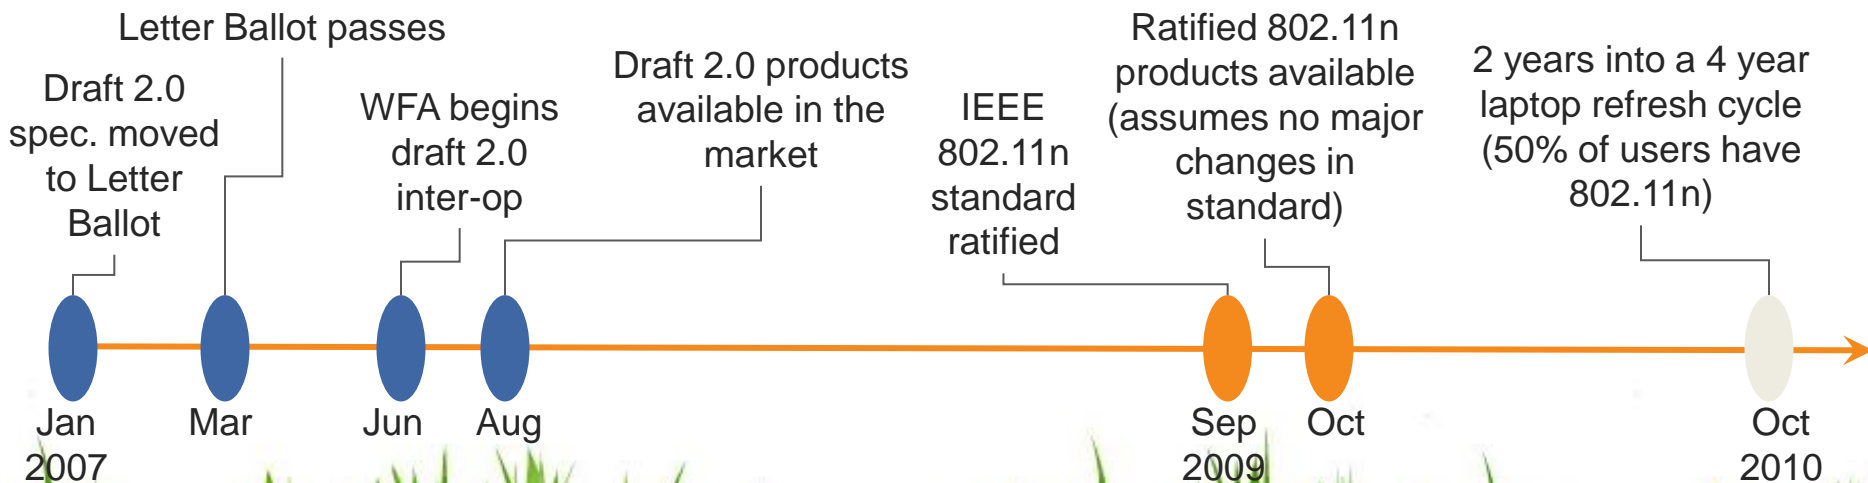 Letter Ballot passes
Draft 2.0
spec. moved
to Letter
Ballot
WFA begins
draft 2.0
inter-op
Draft 2.0 products
available in the
market
IEEE
802.11n
standard
ratified
Ratified 802.11n
products available
(assumes no major
changes in
standard)
2 years into a 4 year
laptop refresh cycle
(50% of users have
802.11n)
Jan
2007
Mar
Jun
Aug
Sep
2009
Oct
Oct
2010